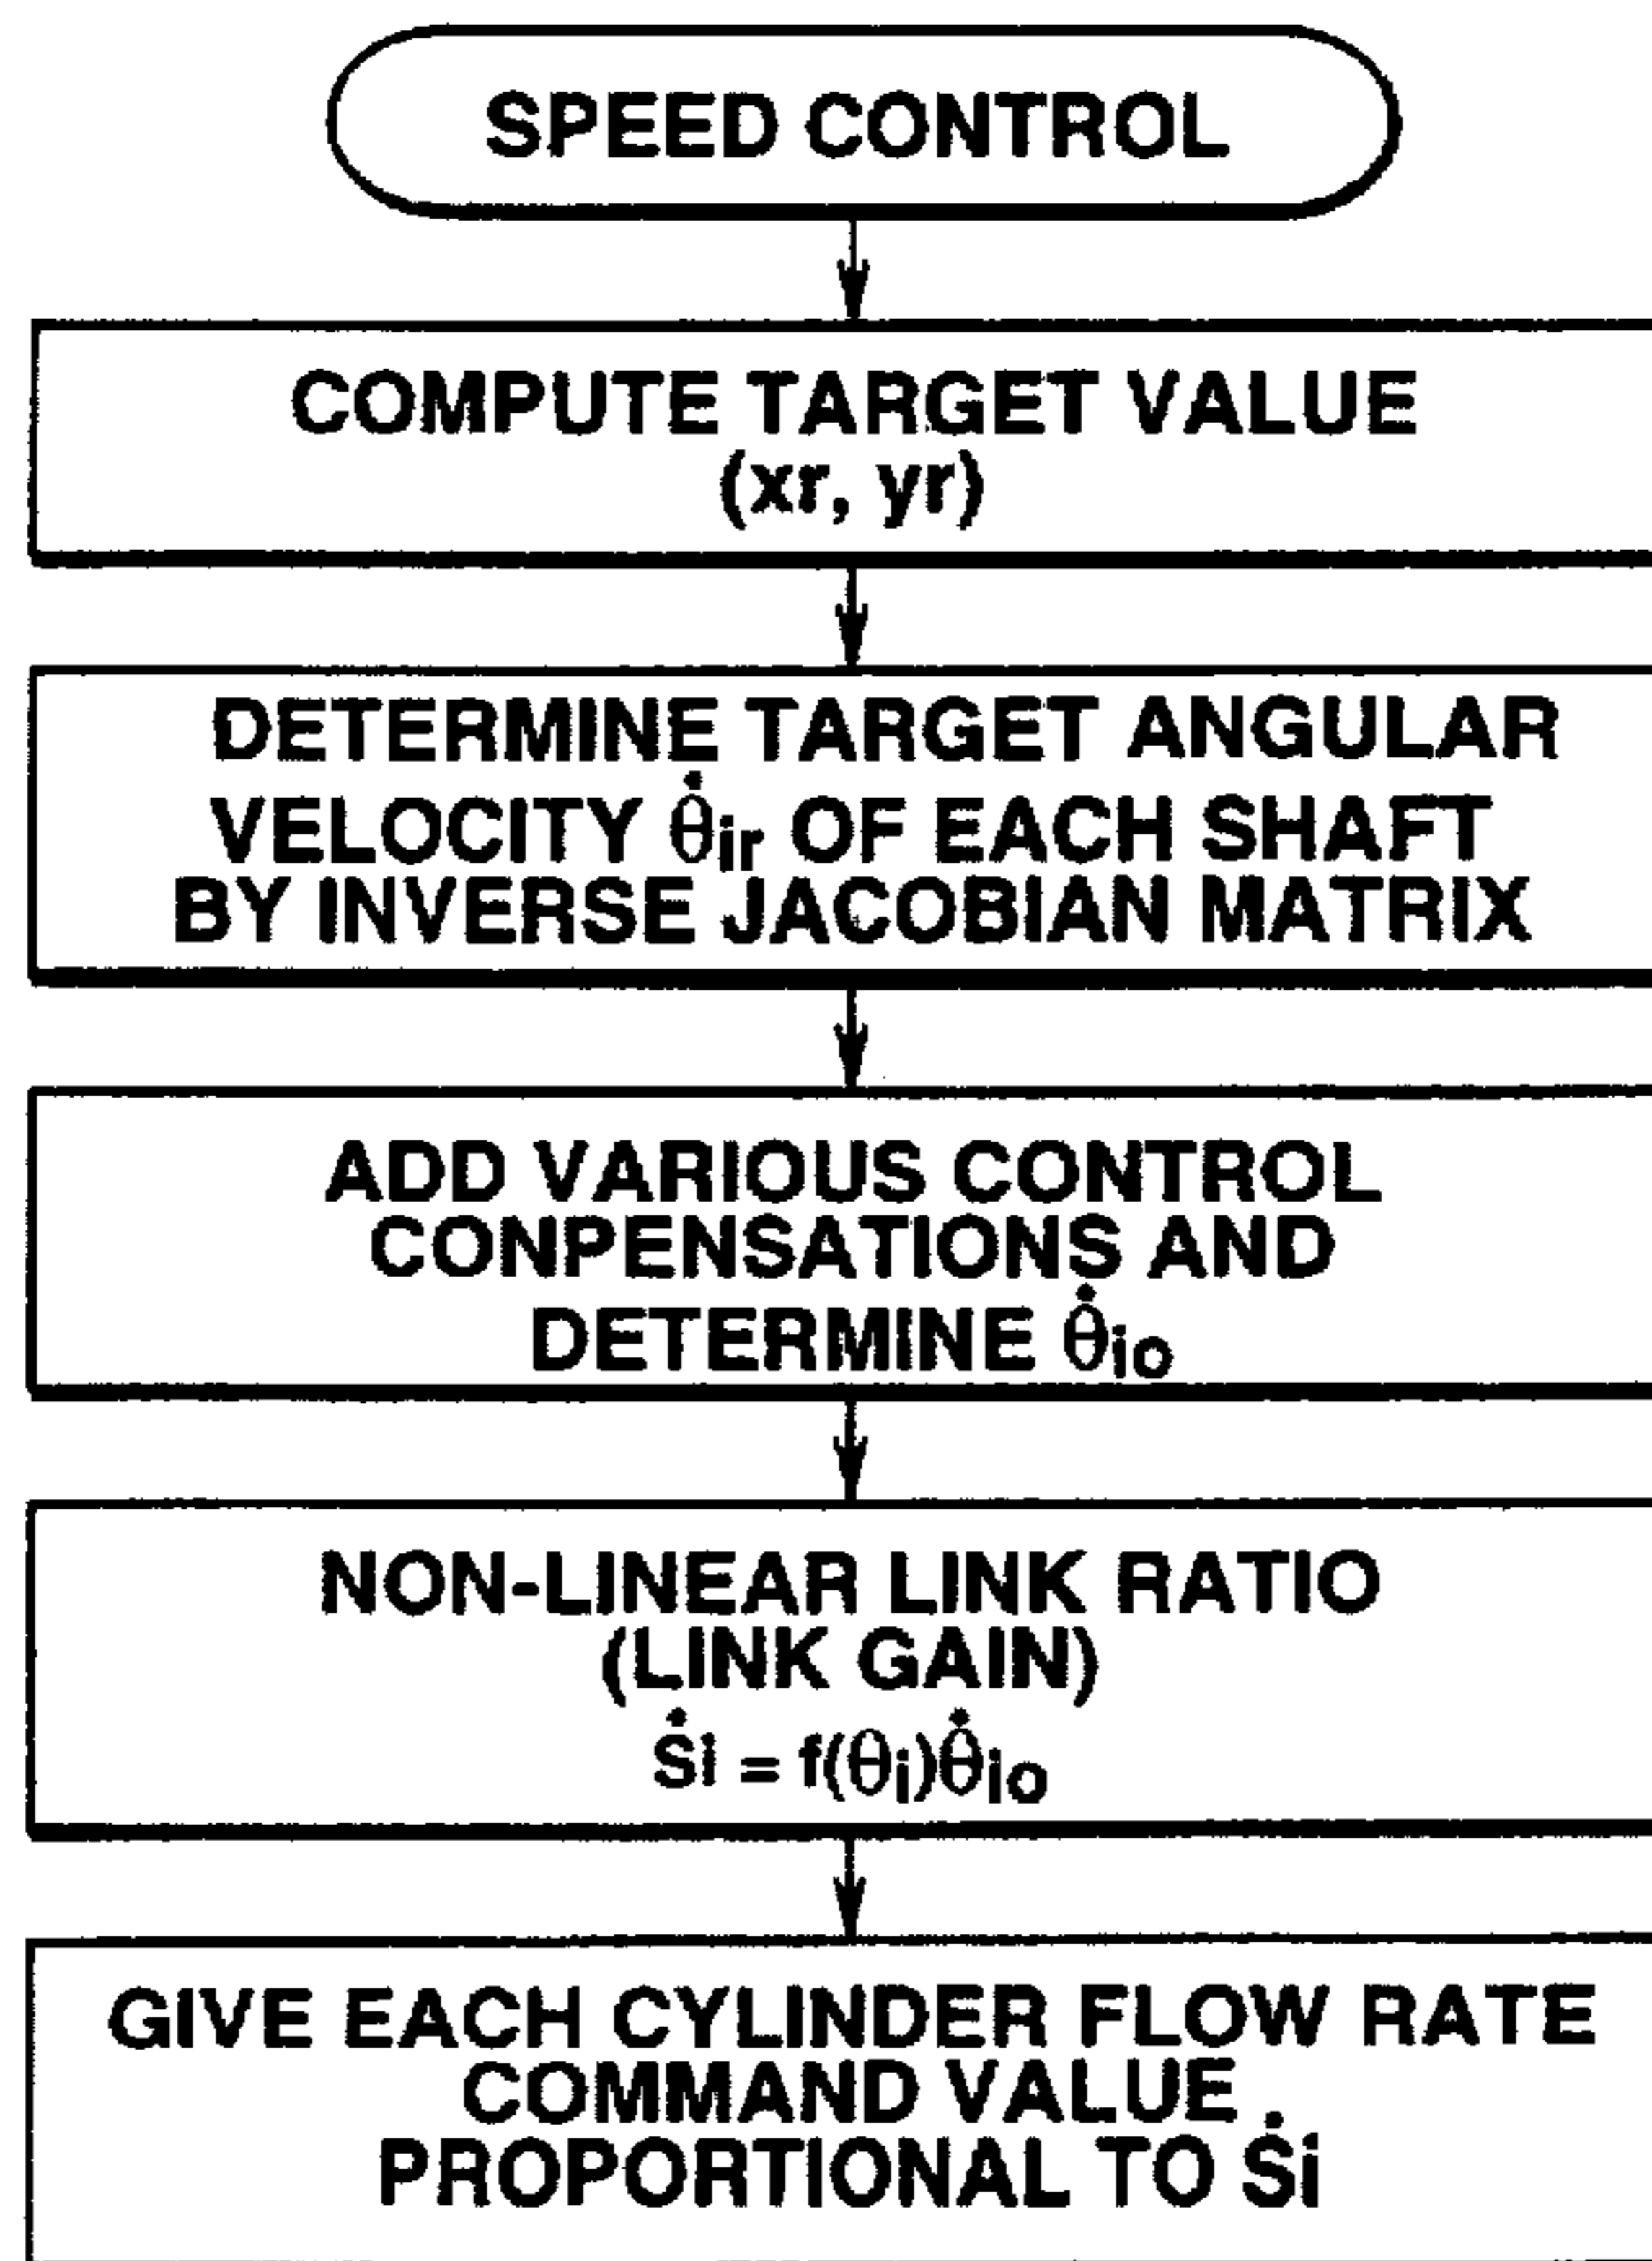 SPEED CONTROL
COMPUTE TARGET VALUE
(xr, yr)
DETERMINE TARGET ANGULAR
VELOCITY θ̇ir OF EACH SHAFT
BY INVERSE JACOBIAN MATRIX
ADD VARIOUS CONTROL
CONPENSATIONS AND
DETERMINE θ̇io
NON-LINEAR LINK RATIO
(LINK GAIN)
Ṡi = f(θi)θ̇io
GIVE EACH CYLINDER FLOW RATE
COMMAND VALUE
PROPORTIONAL TO Ṡi